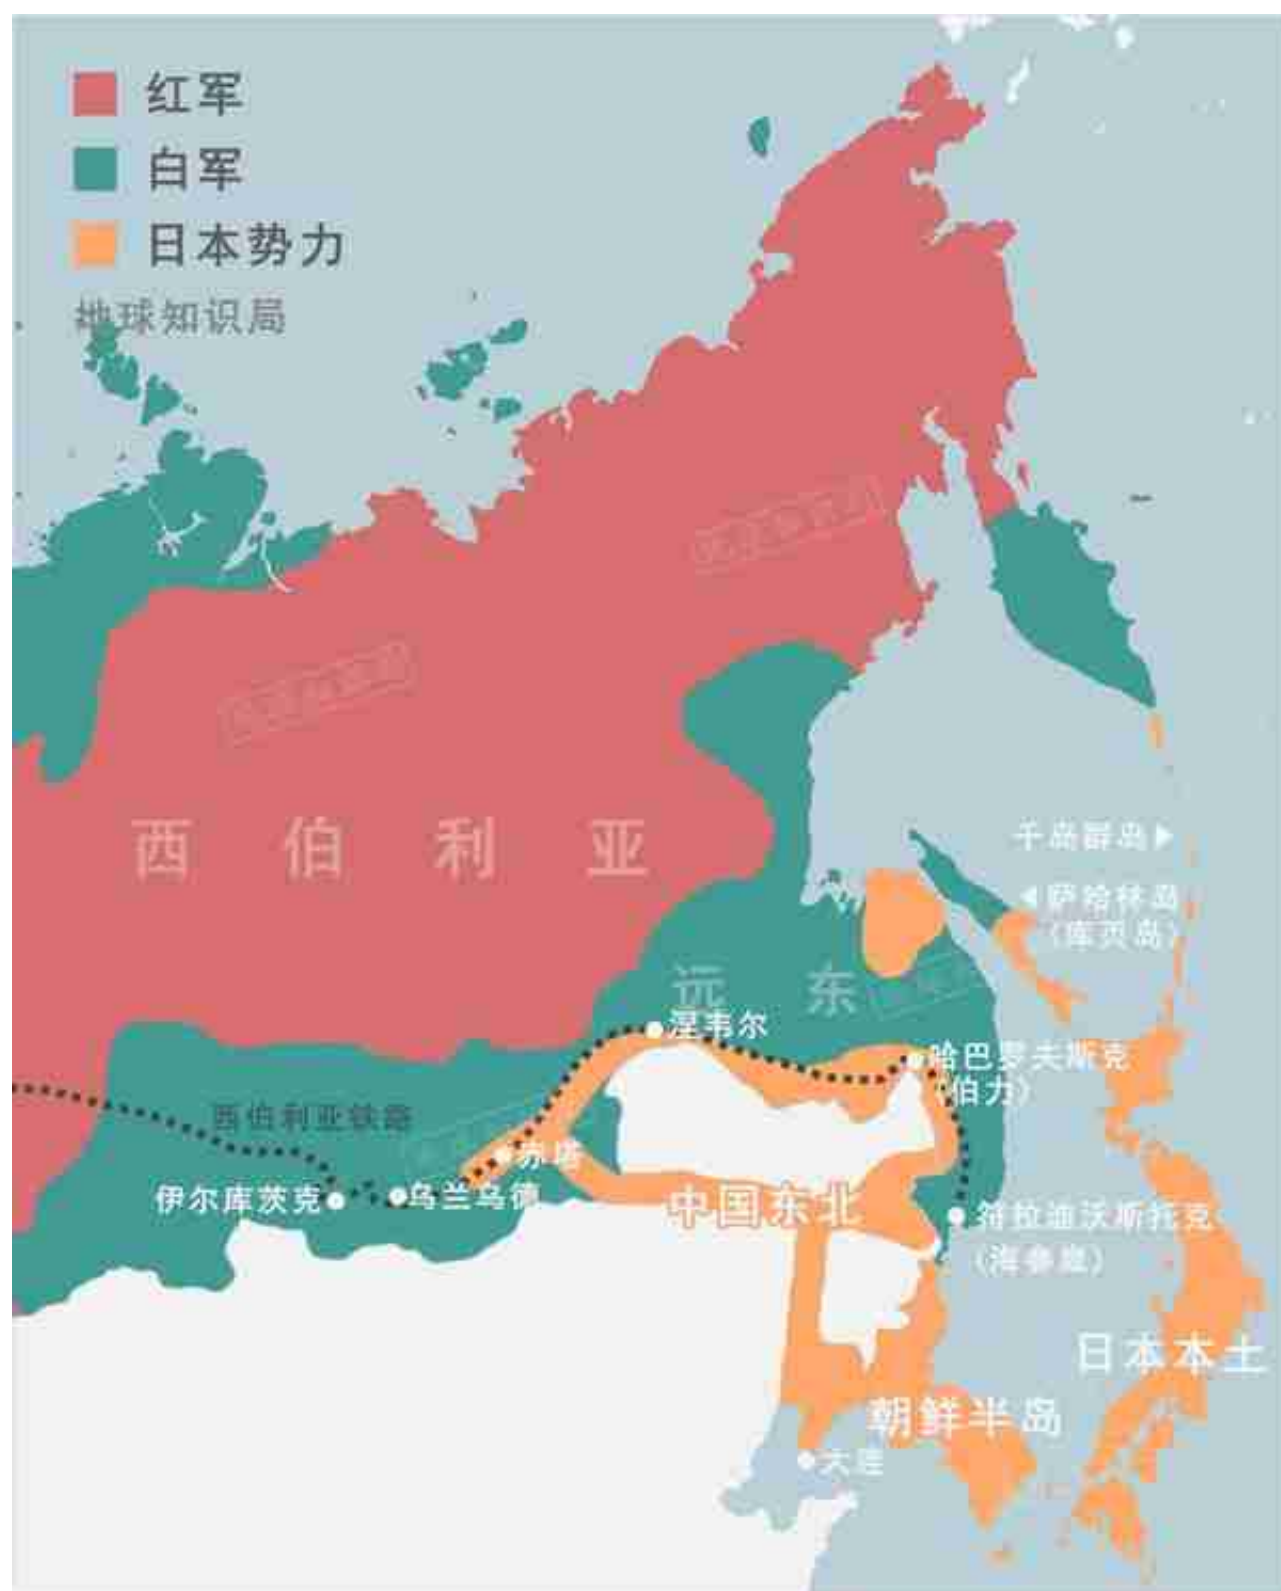 红军
白军
日本势力
地球知识局
西伯利亚
千岛群岛
萨哈林岛
(库页岛)
远东
涅韦尔
哈巴罗夫斯克
(伯力)
西伯利亚铁路
赤塔
伊尔库茨克
乌兰乌德
中国东北
符拉迪沃斯托克
(海参崴)
日本本土
朝鲜半岛
大连